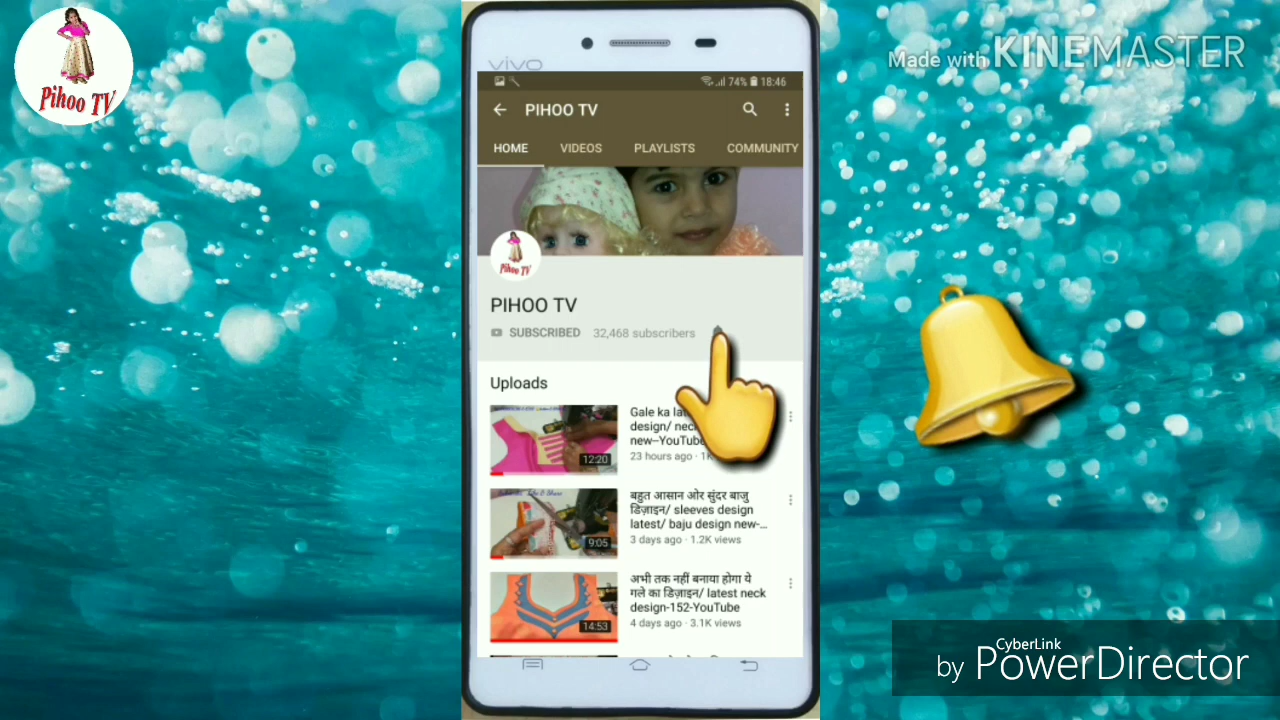 Pihoo TV
Made with KINEMASTER
vivo
74% 18:46
PIHOO TV
HOME VIDEOS PLAYLISTS COMMUNITY
Pihoo TV
PIHOO TV
SUBSCRIBED 32,468 subscribers
Uploads
Gale ka
design/
new--YouTube
23 hours ago · 1K
12:20
बहुत आसान ओर सुंदर बाजु
डिज़ाइन/ sleeves design
latest/ baju design new-...
3 days ago · 1.2K views
9:05
अभी तक नहीं बनाया होगा ये
गले का डिज़ाइन/ latest neck
design-152-YouTube
4 days ago · 3.1K views
14:53
CyberLink
by PowerDirector